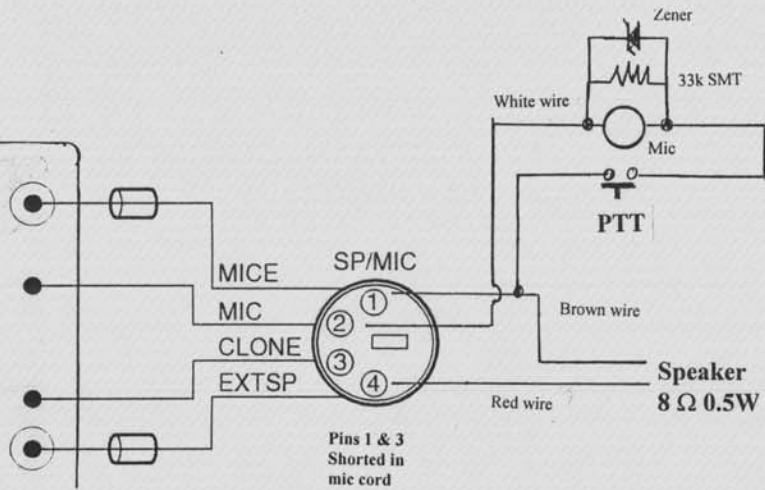 Zener
33k SMT
White wire
Mic
PTT
MICE
SP/MIC
MIC
CLONE
EXTSP
①
②
③
④
Brown wire
Red wire
Speaker
8 Ω 0.5W
Pins 1 & 3
Shorted in
mic cord